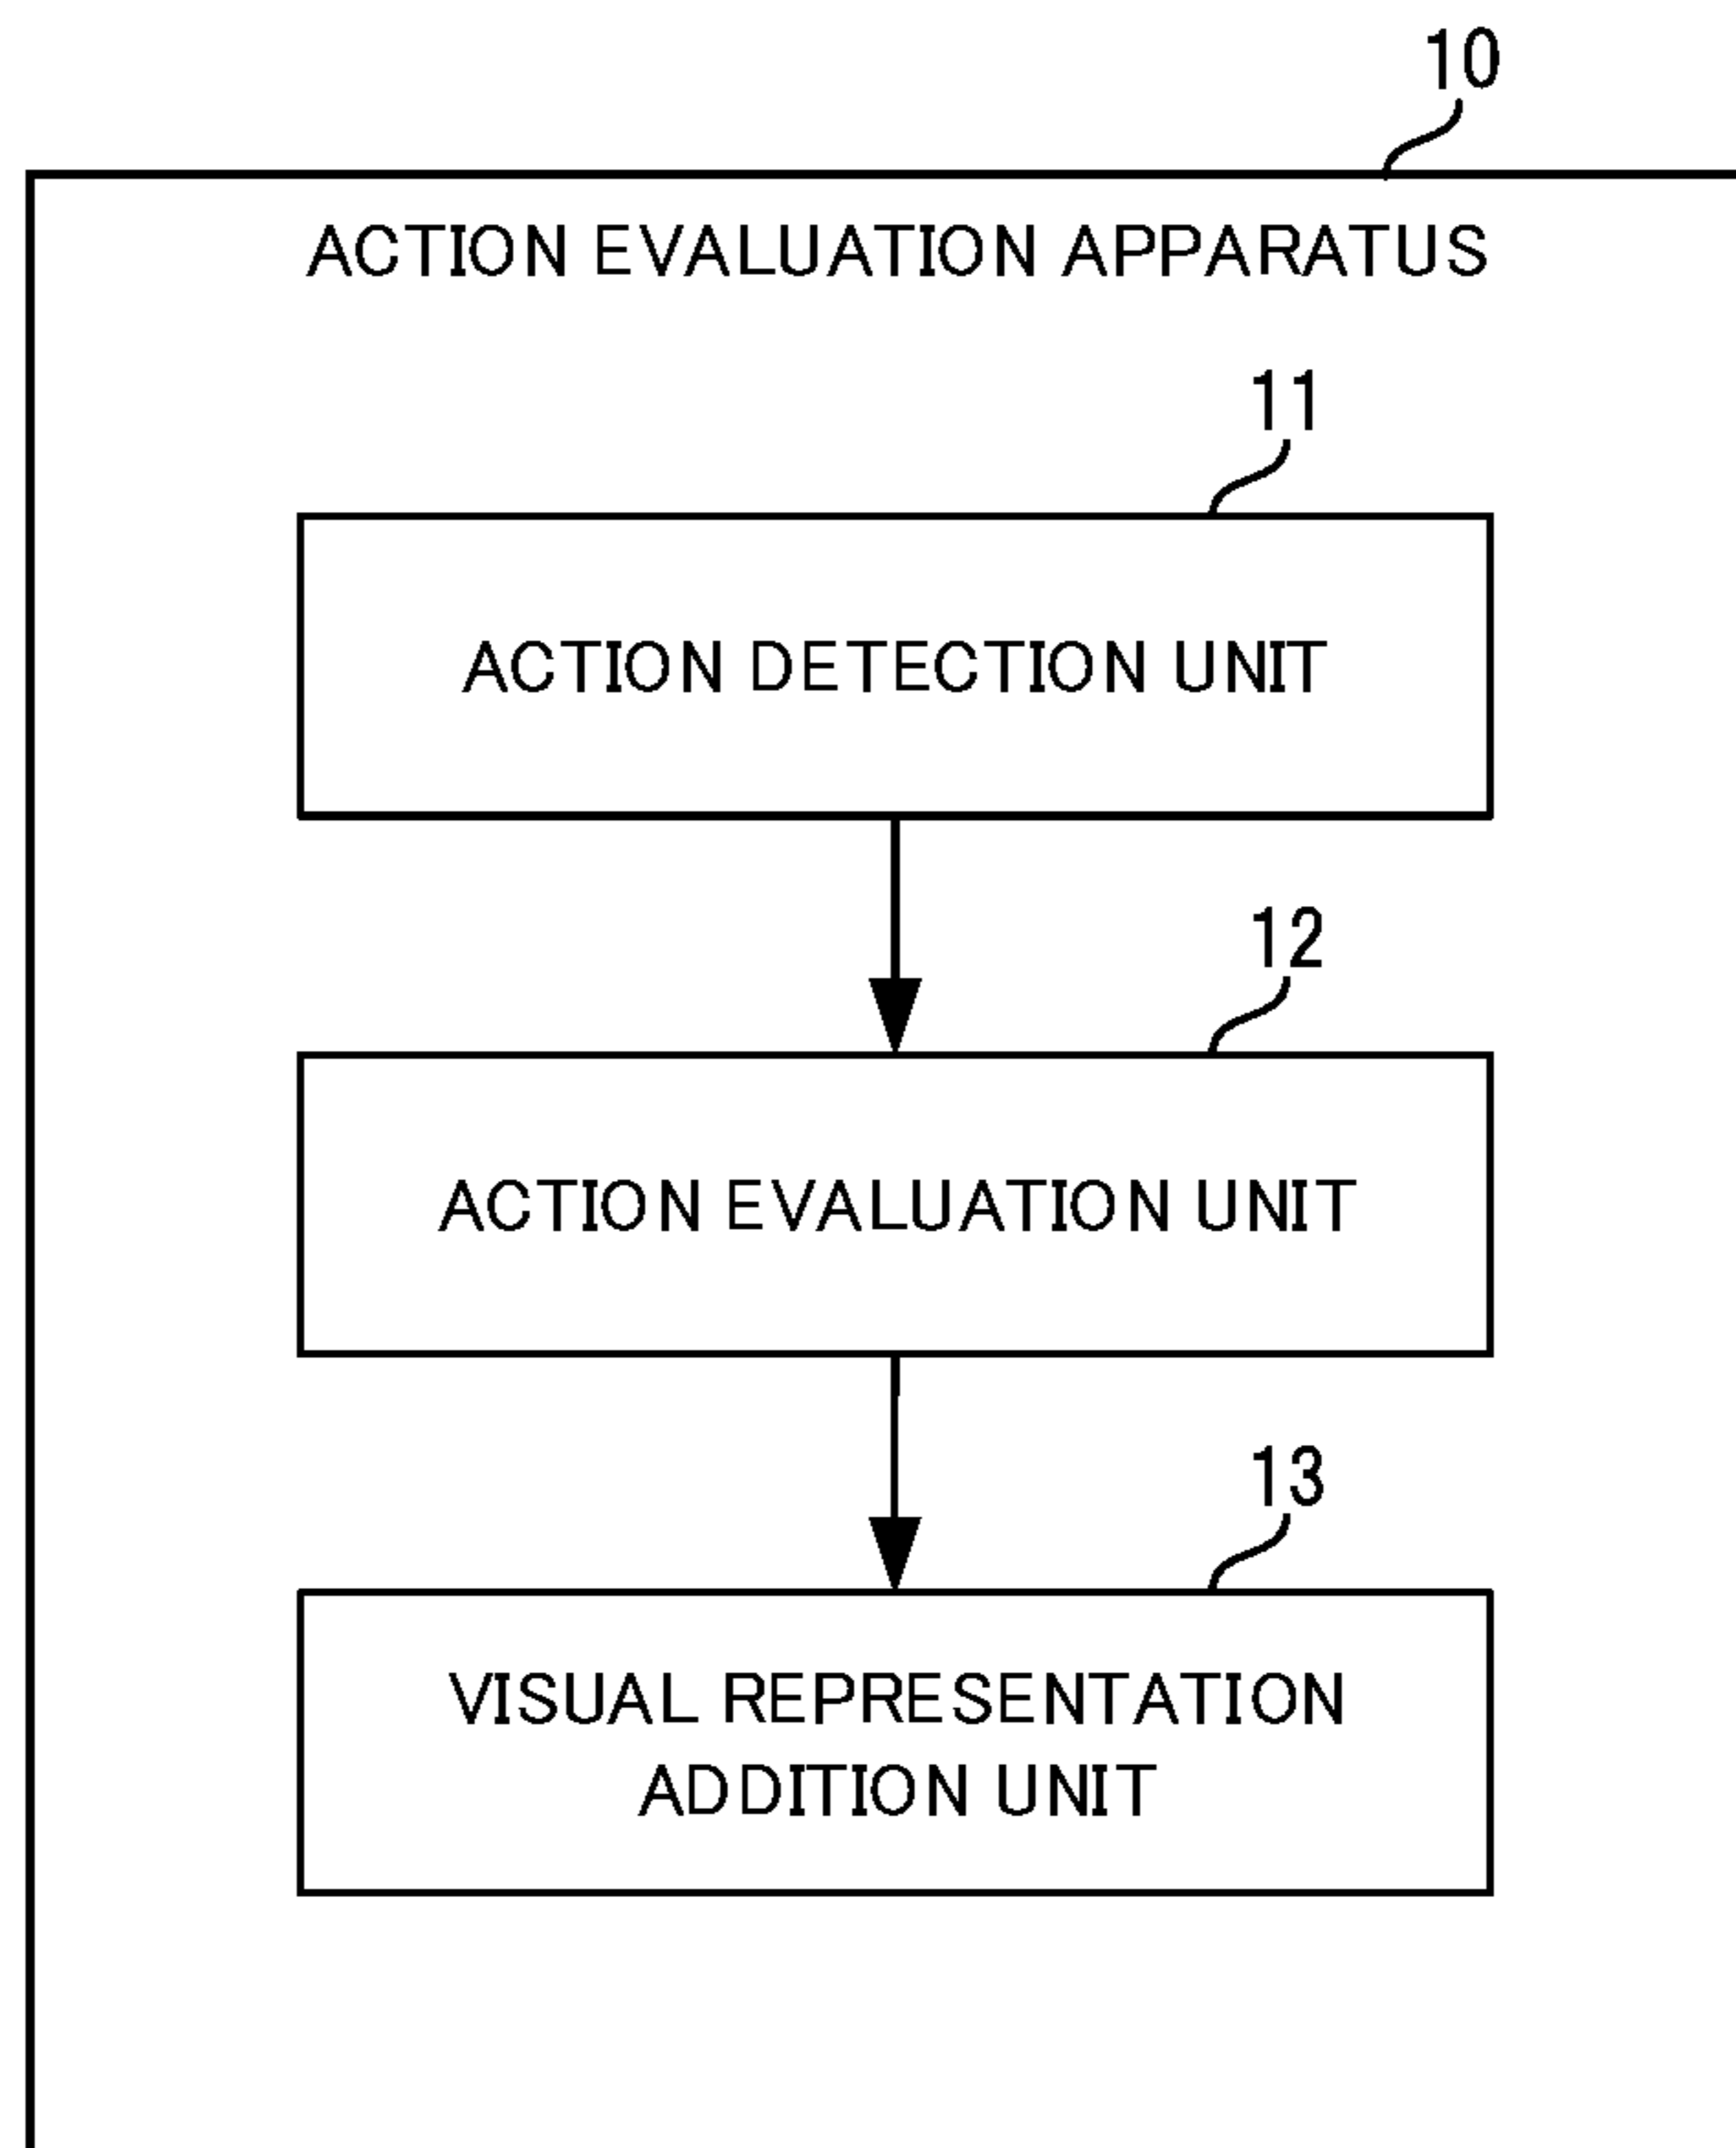 10
ACTION EVALUATION APPARATUS
11
ACTION DETECTION UNIT
12
ACTION EVALUATION UNIT
13
VISUAL REPRESENTATION
ADDITION UNIT